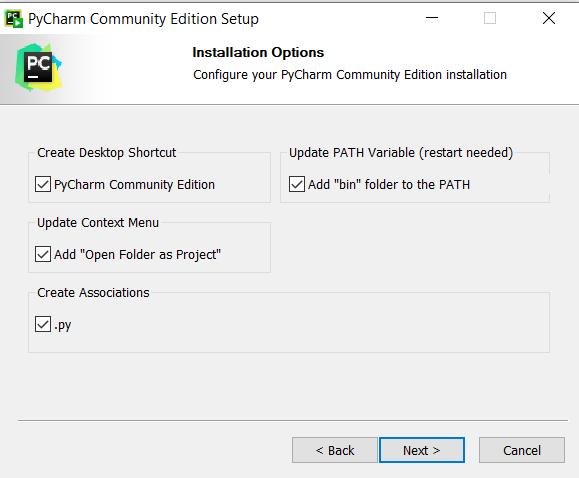 PyCharm Community Edition Setup
PC
Installation Options
Configure your PyCharm Community Edition installation
Create Desktop Shortcut
PyCharm Community Edition
Update PATH Variable (restart needed)
Add "bin" folder to the PATH
Update Context Menu
Add "Open Folder as Project"
Create Associations
.py
< Back
Next >
Cancel